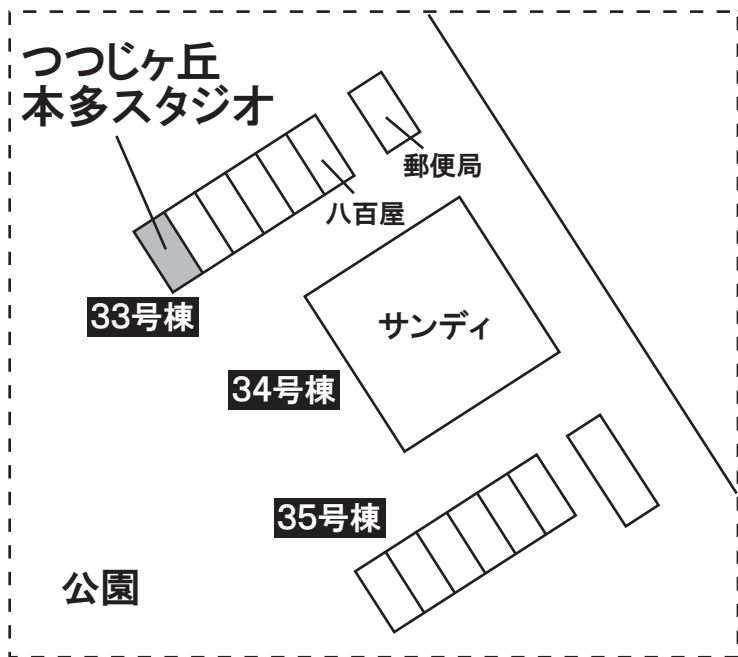 つつじヶ丘
本多スタジオ
郵便局
八百屋
33号棟
サンディ
34号棟
35号棟
公園